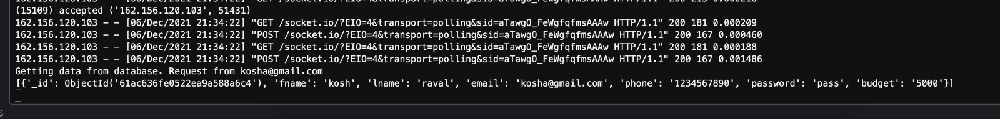 (15109) accepted ('162.156.120.103', 51431)
162.156.120.103 - - [06/Dec/2021 21:34:22] "GET /socket.io/?EIO=4&transport=polling&sid=aTawgO_FeWgfqfmsAAAw HTTP/1.1" 200 181 0.000209
162.156.120.103 - - [06/Dec/2021 21:34:22] "POST /socket.io/?EIO=4&transport=polling&sid=aTawgO_FeWgfqfmsAAAw HTTP/1.1" 200 167 0.000460
162.156.120.103 - - [06/Dec/2021 21:34:22] "GET /socket.io/?EIO=4&transport=polling&sid=aTawgO_FeWgfqfmsAAAw HTTP/1.1" 200 181 0.000188
162.156.120.103 - - [06/Dec/2021 21:34:22] "POST /socket.io/?EIO=4&transport=polling&sid=aTawgO_FeWgfqfmsAAAw HTTP/1.1" 200 167 0.001486
Getting data from database. Request from kosha@gmail.com
[{'_id': ObjectId('61ac636fe0522ea9a588a6c4'), 'fname': 'kosh', 'lname': 'raval', 'email': 'kosha@gmail.com', 'phone': '1234567890', 'password': 'pass', 'budget': '5000'}]